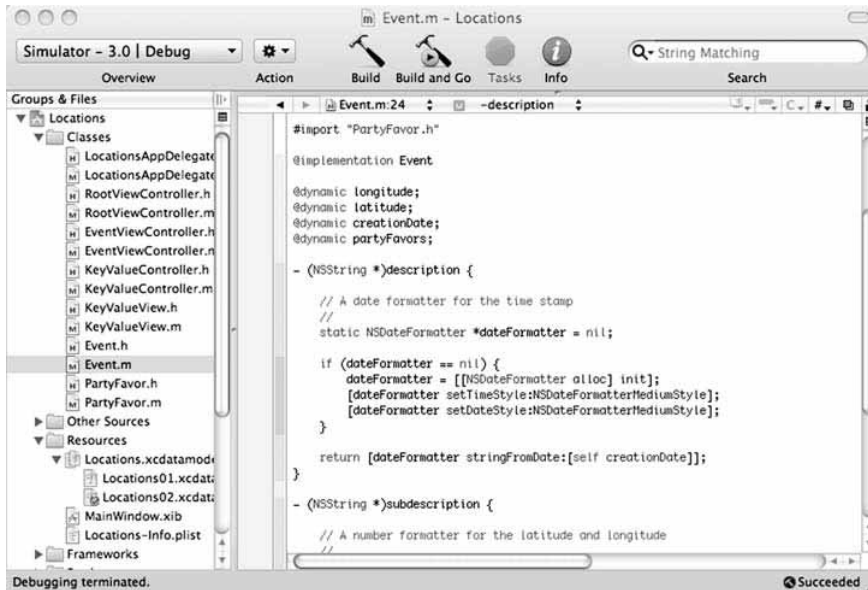 Event.m – Locations
Simulator – 3.0 | Debug
Overview
Action
Build
Build and Go
Tasks
Info
String Matching
Search
Groups & Files
Locations
Classes
LocationsAppDelegate
LocationsAppDelegate
RootViewController.h
RootViewController.m
EventViewController.h
EventViewController.m
KeyValueController.h
KeyValueController.m
KeyValueView.h
KeyValueView.m
Event.h
Event.m
PartyFavor.h
PartyFavor.m
Other Sources
Resources
Locations.xcdatamode
Locations01.xcdata
Locations02.xcdata
MainWindow.xib
Locations-Info.plist
Frameworks
Event.m:24
-description
C
#
#import "PartyFavor.h"
@implementation Event
@dynamic longitude;
@dynamic latitude;
@dynamic creationDate;
@dynamic partyFavors;
- (NSString *)description {
// A date formatter for the time stamp
//
static NSDateFormatter *dateFormatter = nil;
if (dateFormatter == nil) {
dateFormatter = [[NSDateFormatter alloc] init];
[dateFormatter setTimeStyle:NSDateFormatterMediumStyle];
[dateFormatter setDateStyle:NSDateFormatterMediumStyle];
}
return [dateFormatter stringFromDate:[self creationDate]];
}
- (NSString *)subdescription {
// A number formatter for the latitude and longitude
//
Debugging terminated.
Succeeded